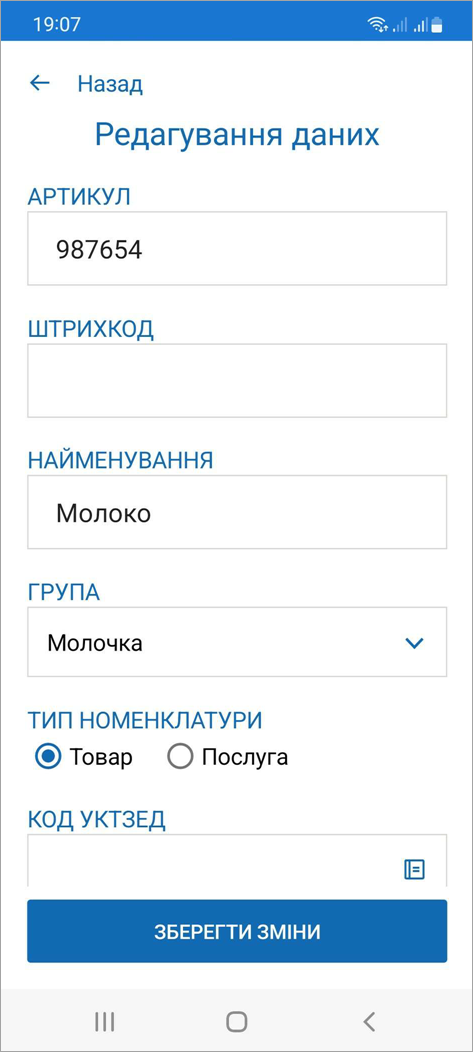 19:07
Назад
Редагування даних
АРТИКУЛ
987654
ШТРИХКОД
НАЙМЕНУВАННЯ
Молоко
ГРУПА
Молочка
ТИП НОМЕНКЛАТУРИ
Товар Послуга
КОД УКТЗЕД
ЗБЕРЕГТИ ЗМІНИ